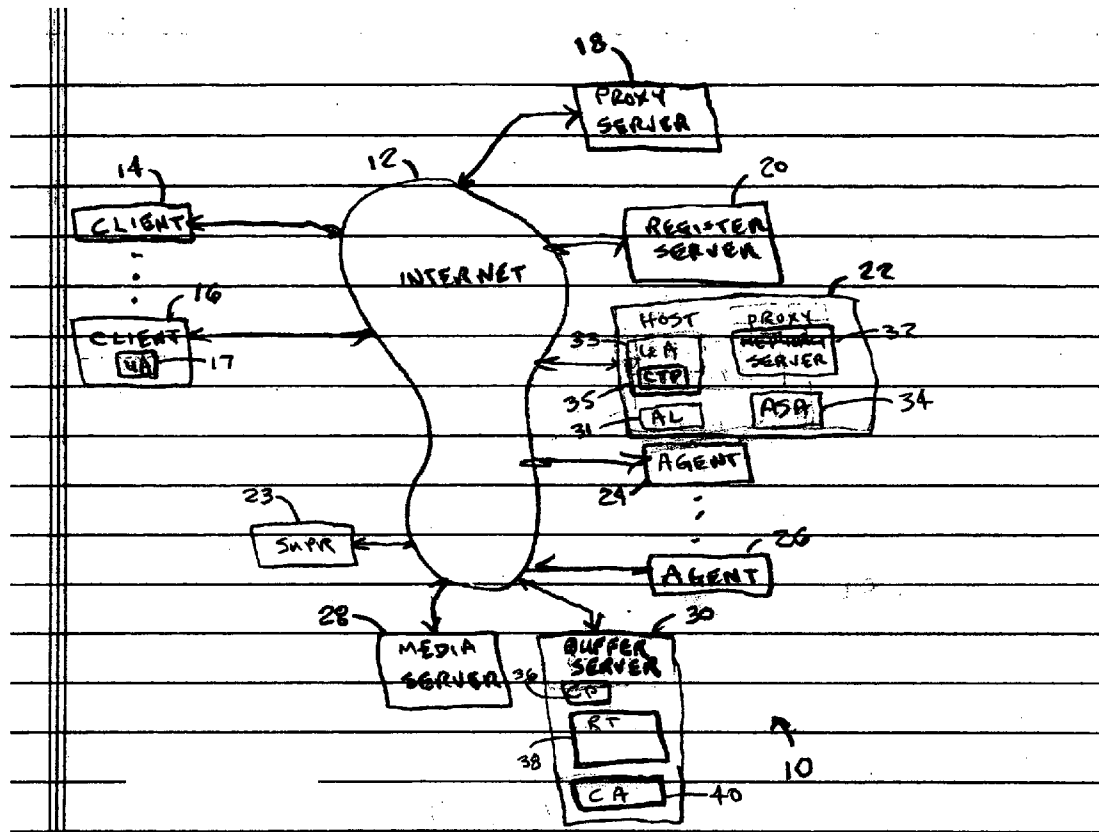 18
PROXY
SERVER
12
14
CLIENT
20
REGISTER
SERVER
INTERNET
22
16
CLIENT
UA
17
HOST
PROXY
32
33
UA
SERVER
CTP
35
ASA
34
31
AL
AGENT
24
23
SUPR
26
AGENT
28
MEDIA
SERVER
30
BUFFER
SERVER
36
CP
RT
38
10
CA
40